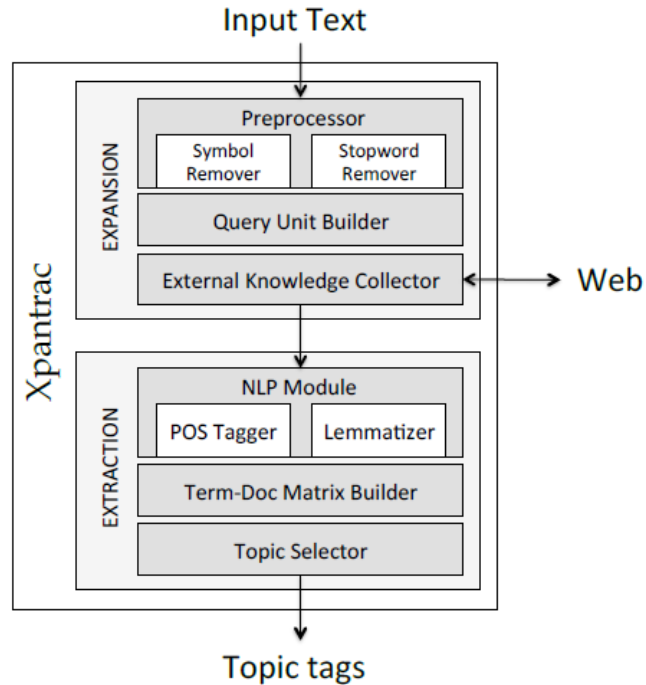 Input Text
Xpantrac
EXPANSION
Preprocessor
Symbol
Remover
Stopword
Remover
Query Unit Builder
External Knowledge Collector
Web
EXTRACTION
NLP Module
POS Tagger
Lemmatizer
Term-Doc Matrix Builder
Topic Selector
Topic tags